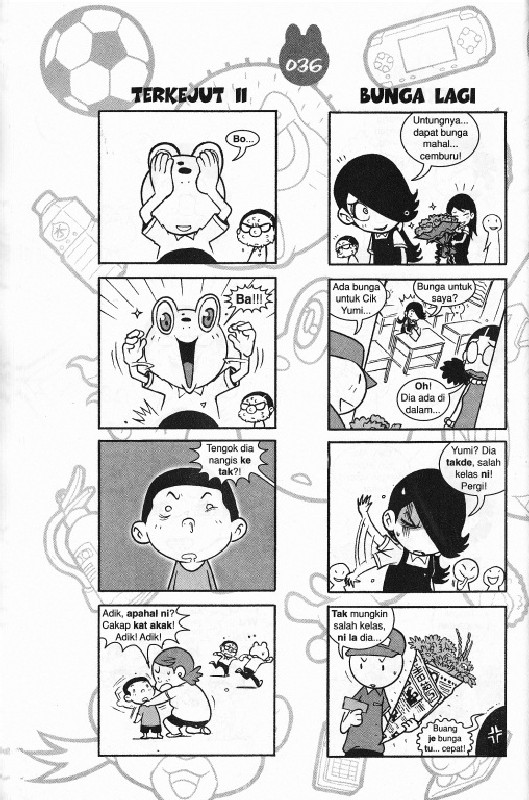 036
TERKEJUT II
Bo...
Ba!!!
Tengok dia
nangis ke
tak?!
Adik, apahal ni?
Cakap kat akak!
Adik! Adik!
BUNGA LAGI
Untungnya...
dapat bunga
mahal...
cemburu!
Ada bunga
untuk Cik
Yumi...
Bunga untuk
saya?
Oh!
Dia ada di
dalam...
Yumi? Dia
takde, salah
kelas ni!
Pergi!
Tak mungkin
salah kelas,
ni la dia...
Buang
je bunga
tu... cepat!